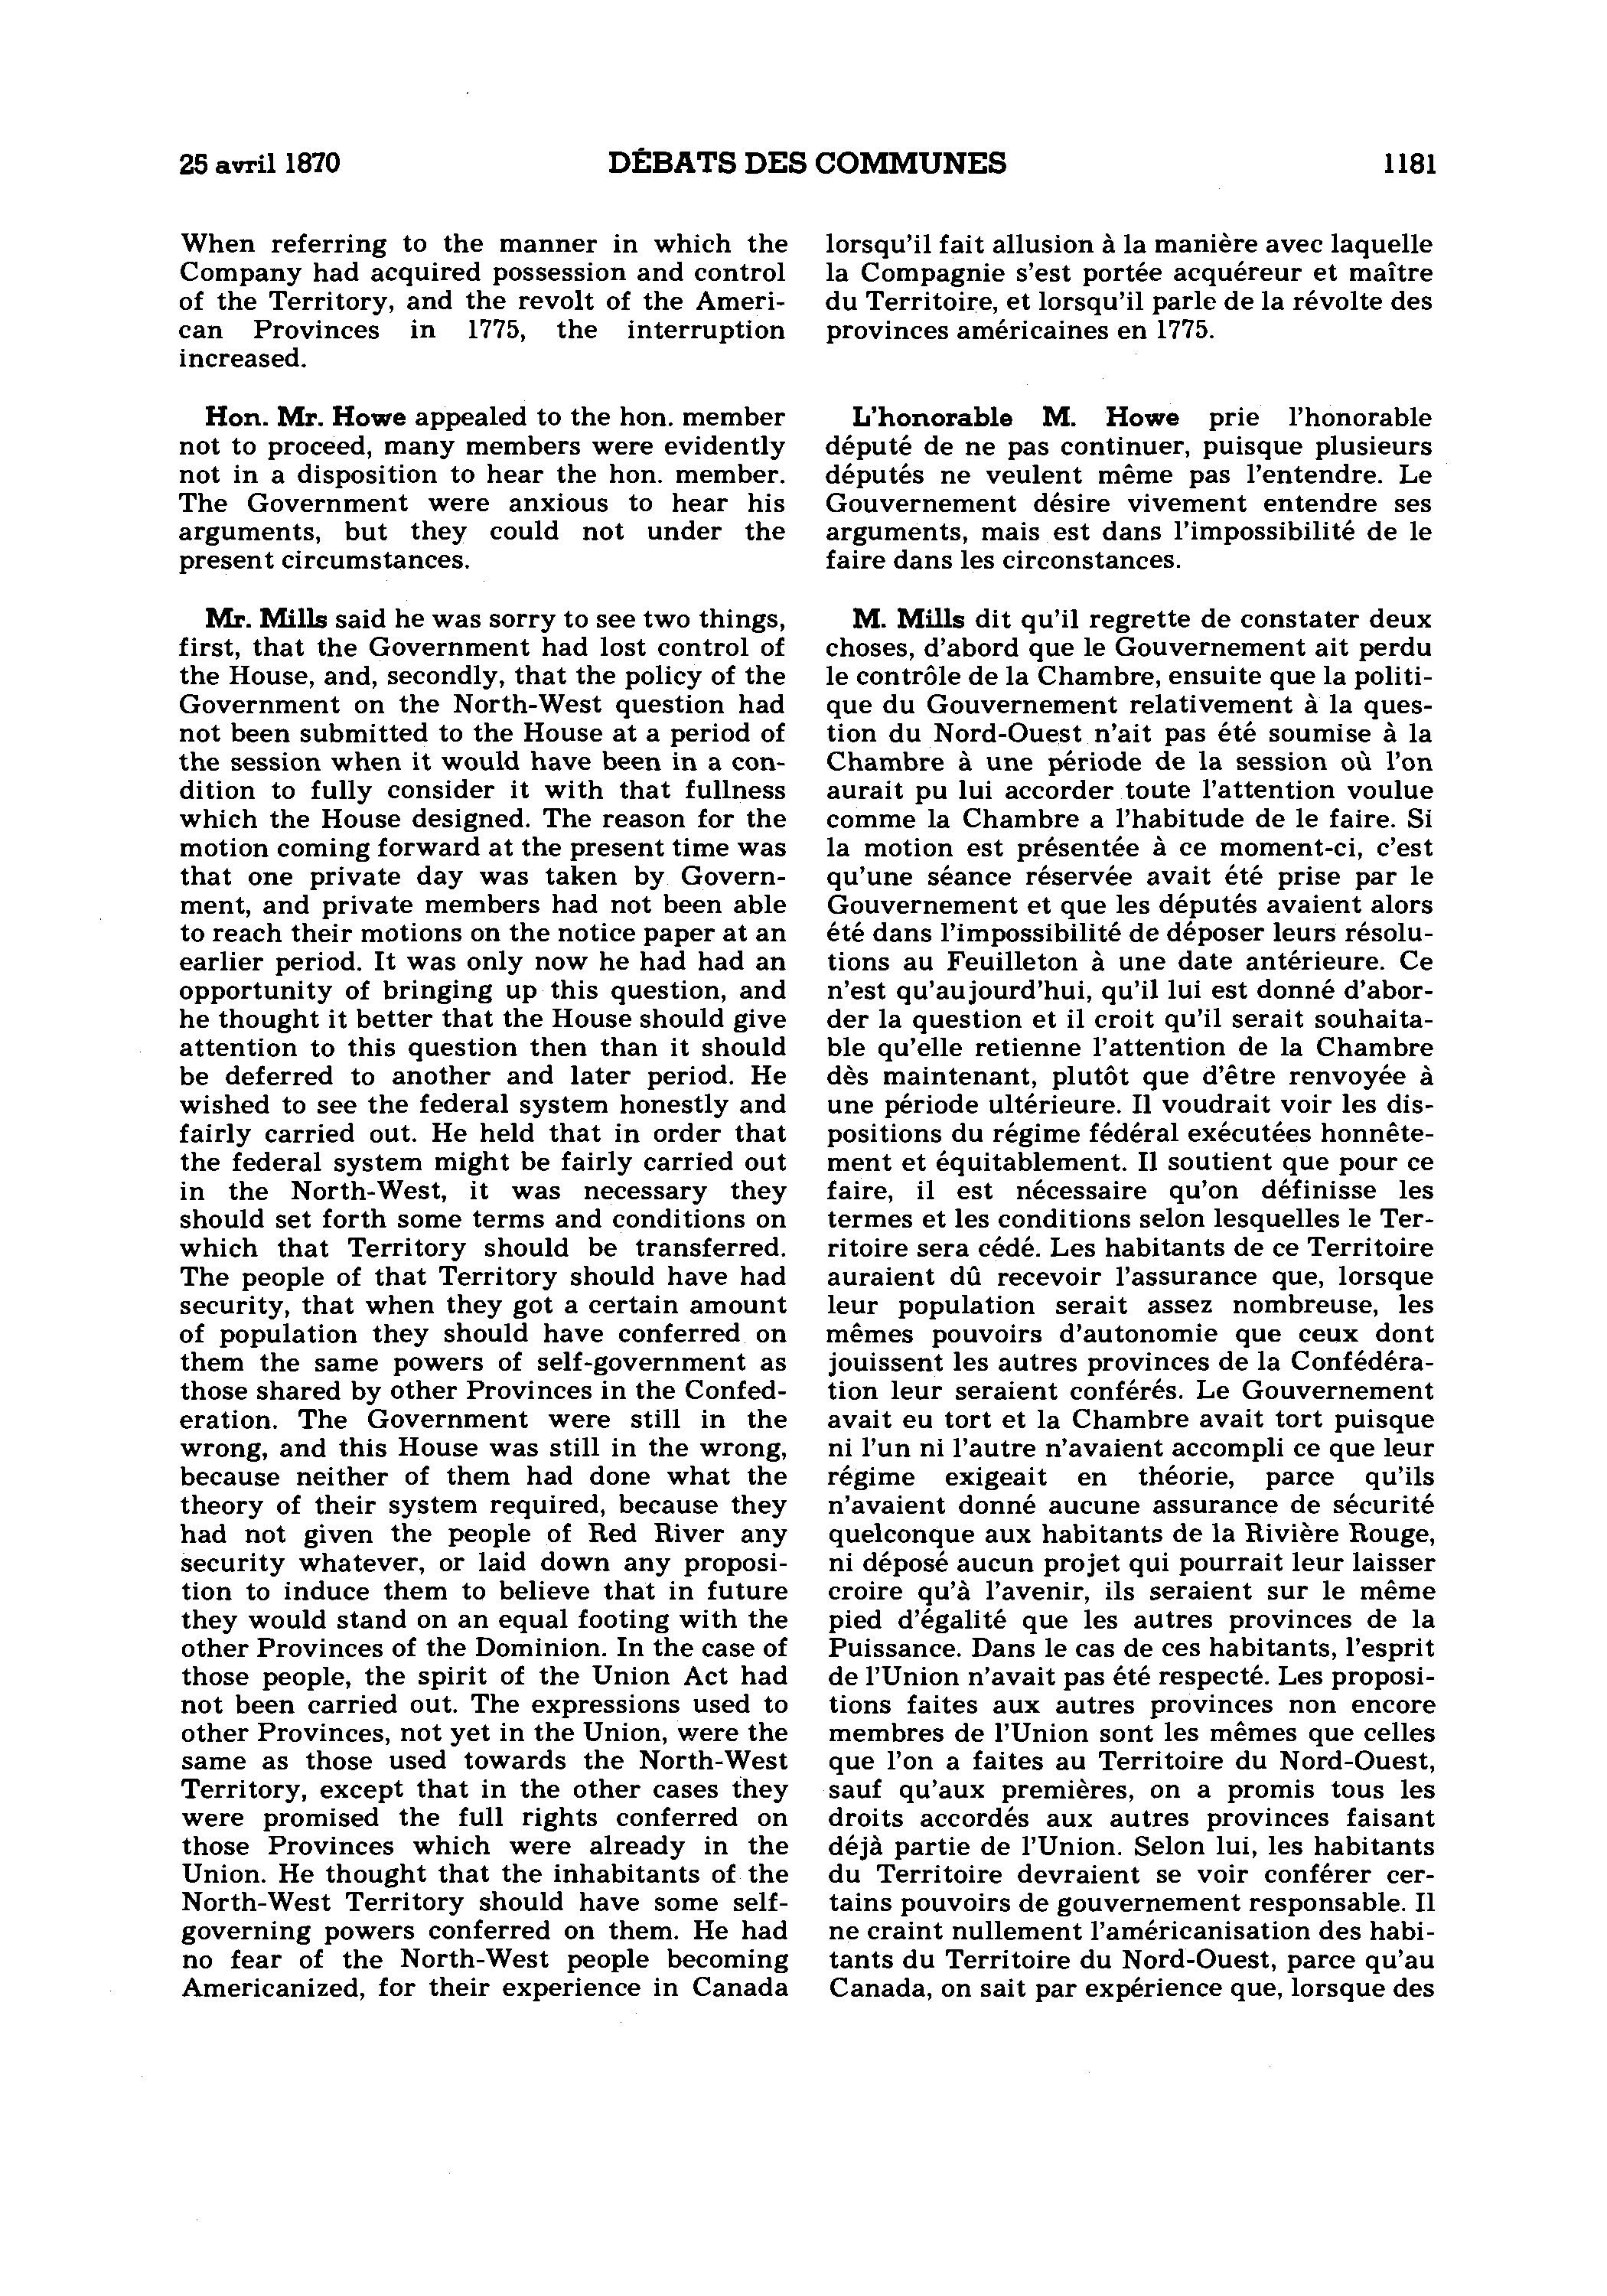 25 avril 1870 DÉBATS DES COMMUNES 1181
When referring to the manner in which the
Company had acquired possession and control
of the Territory, and the revolt of the Ameri-
can Provinces in 1775, the interruption
increased.
Hon. Mr. Howe appealed to the hon. member
not to proceed, many members were evidently
not in a disposition to hear the hon. member.
The Government were anxious to hear his
arguments, but they could not under the
present circumstances.
Mr. Mills said he was sorry to see two things,
first, that the Government had lost control of
the House, and, secondly, that the policy of the
Government on the North-West question had
not been submitted to the House at a period of
the session when it would have been in a con-
dition to fully consider it with that fullness
which the House designed. The reason for the
motion coming forward at the present time was
that one private day was taken by Govern-
ment, and private members had not been able
to reach their motions on the notice paper at an
earlier period. It was only now he had had an
opportunity of bringing up this question, and
he thought it better that the House should give
attention to this question then than it should
be deferred to another and later period. He
wished to see the federal system honestly and
fairly carried out. He held that in order that
the federal system might be fairly carried out
in the North-West, it was necessary they
should set forth some terms and conditions on
which that Territory should be transferred.
The people of that Territory should have had
security, that when they got a certain amount
of population they should have conferred on
them the same powers of self-government as
those shared by other Provinces in the Confed-
eration. The Government were still in the
wrong, and this House was still in the wrong,
because neither of them had done what the
theory of their system required, because they
had not given the people of Red River any
security whatever, or laid down any proposi-
tion to induce them to believe that in future
they would stand on an equal footing with the
other Provinces of the Dominion. In the case of
those people, the spirit of the Union Act had
not been carried out. The expressions used to
other Provinces, not yet in the Union, were the
same as those used towards the North-West
Territory, except that in the other cases they
were promised the full rights conferred on
those Provinces which were already in the
Union. He thought that the inhabitants of the
North-West Territory should have some self-
governing powers conferred on them. He had
no fear of the North-West people becoming
Americanized, for their experience in Canada
lorsqu'il fait allusion à la manière avec laquelle
la Compagnie s'est portée acquéreur et maître
du Territoire, et lorsqu'il parle de la révolte des
provinces américaines en 1775.
L'honorable M. Howe prie l'honorable
député de ne pas continuer, puisque plusieurs
députés ne veulent même pas l'entendre. Le
Gouvernement désire vivement entendre ses
arguments, mais est dans l'impossibilité de le
faire dans les circonstances.
M. Mills dit qu'il regrette de constater deux
choses, d'abord que le Gouvernement ait perdu
le contrôle de la Chambre, ensuite que la politi-
que du Gouvernement relativement à la ques-
tion du Nord-Ouest n'ait pas été soumise à la
Chambre à une période de la session où l'on
aurait pu lui accorder toute l'attention voulue
comme la Chambre a l'habitude de le faire. Si
la motion est présentée à ce moment-ci, c'est
qu'une séance réservée avait été prise par le
Gouvernement et que les députés avaient alors
été dans l'impossibilité de déposer leurs résolu-
tions au Feuilleton à une date antérieure. Ce
n'est qu'aujourd'hui, qu'il lui est donné d'abor-
der la question et il croit qu'il serait souhaita-
ble qu'elle retienne l'attention de la Chambre
dès maintenant, plutôt que d'être renvoyée à
une période ultérieure. Il voudrait voir les dis-
positions du régime fédéral exécutées honnête-
ment et équitablement. Il soutient que pour ce
faire, il est nécessaire qu'on définisse les
termes et les conditions selon lesquelles le Ter-
ritoire sera cédé. Les habitants de ce Territoire
auraient dû recevoir l'assurance que, lorsque
leur population serait assez nombreuse, les
mêmes pouvoirs d'autonomie que ceux dont
jouissent les autres provinces de la Confédéra-
tion leur seraient conférés. Le Gouvernement
avait eu tort et la Chambre avait tort puisque
ni l'un ni l'autre n'avaient accompli ce que leur
régime exigeait en théorie, parce qu'ils
n'avaient donné aucune assurance de sécurité
quelconque aux habitants de la Rivière Rouge,
ni déposé aucun projet qui pourrait leur laisser
croire qu'à l'avenir, ils seraient sur le même
pied d'égalité que les autres provinces de la
Puissance. Dans le cas de ces habitants, l'esprit
de l'Union n'avait pas été respecté. Les proposi-
tions faites aux autres provinces non encore
membres de l'Union sont les mêmes que celles
que l'on a faites au Territoire du Nord-Ouest,
sauf qu'aux premières, on a promis tous les
droits accordés aux autres provinces faisant
déjà partie de l'Union. Selon lui, les habitants
du Territoire devraient se voir conférer cer-
tains pouvoirs de gouvernement responsable. Il
ne craint nullement l'américanisation des habi-
tants du Territoire du Nord-Ouest, parce qu'au
Canada, on sait par expérience que, lorsque des